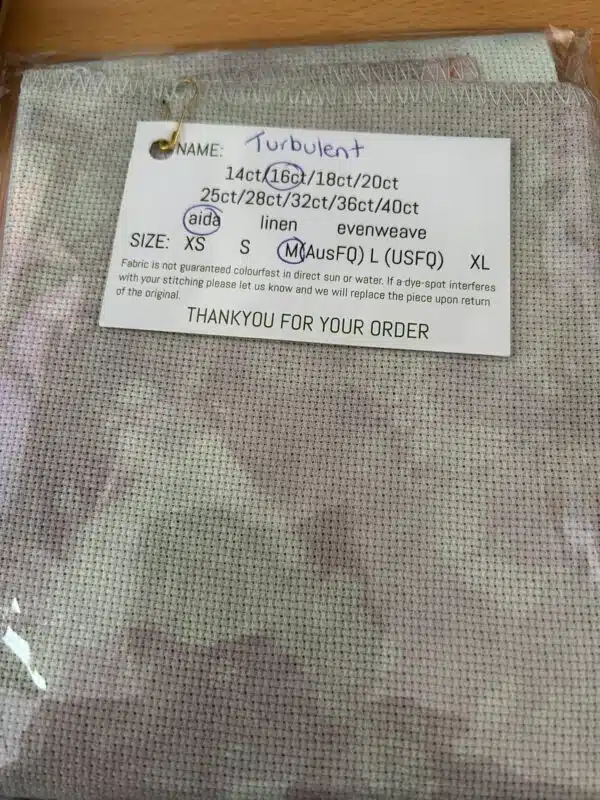 NAME: Turbulent
14ct/16ct/18ct/20ct
25ct/28ct/32ct/36ct/40ct
aida linen evenweave
SIZE: XS S M(AusFQ) L (USFQ) XL
Fabric is not guaranteed colourfast in direct sun or water. If a dye-spot interferes
with your stitching please let us know and we will replace the piece upon return
of the original.
THANKYOU FOR YOUR ORDER